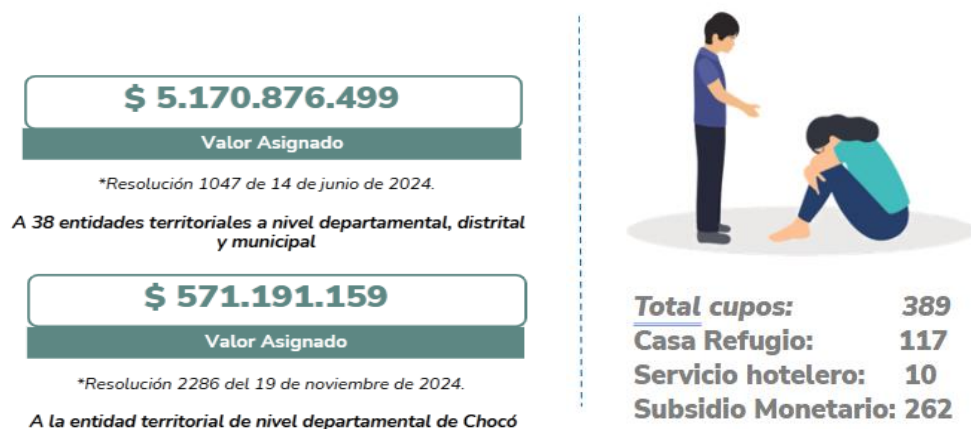 $ 5.170.876.499
Valor Asignado
*Resolución 1047 de 14 de junio de 2024.
A 38 entidades territoriales a nivel departamental, distrital
y municipal
$ 571.191.159
Valor Asignado
*Resolución 2286 del 19 de noviembre de 2024.
A la entidad territorial de nivel departamental de Chocó
Total cupos: 389
Casa Refugio: 117
Servicio hotelero: 10
Subsidio Monetario: 262